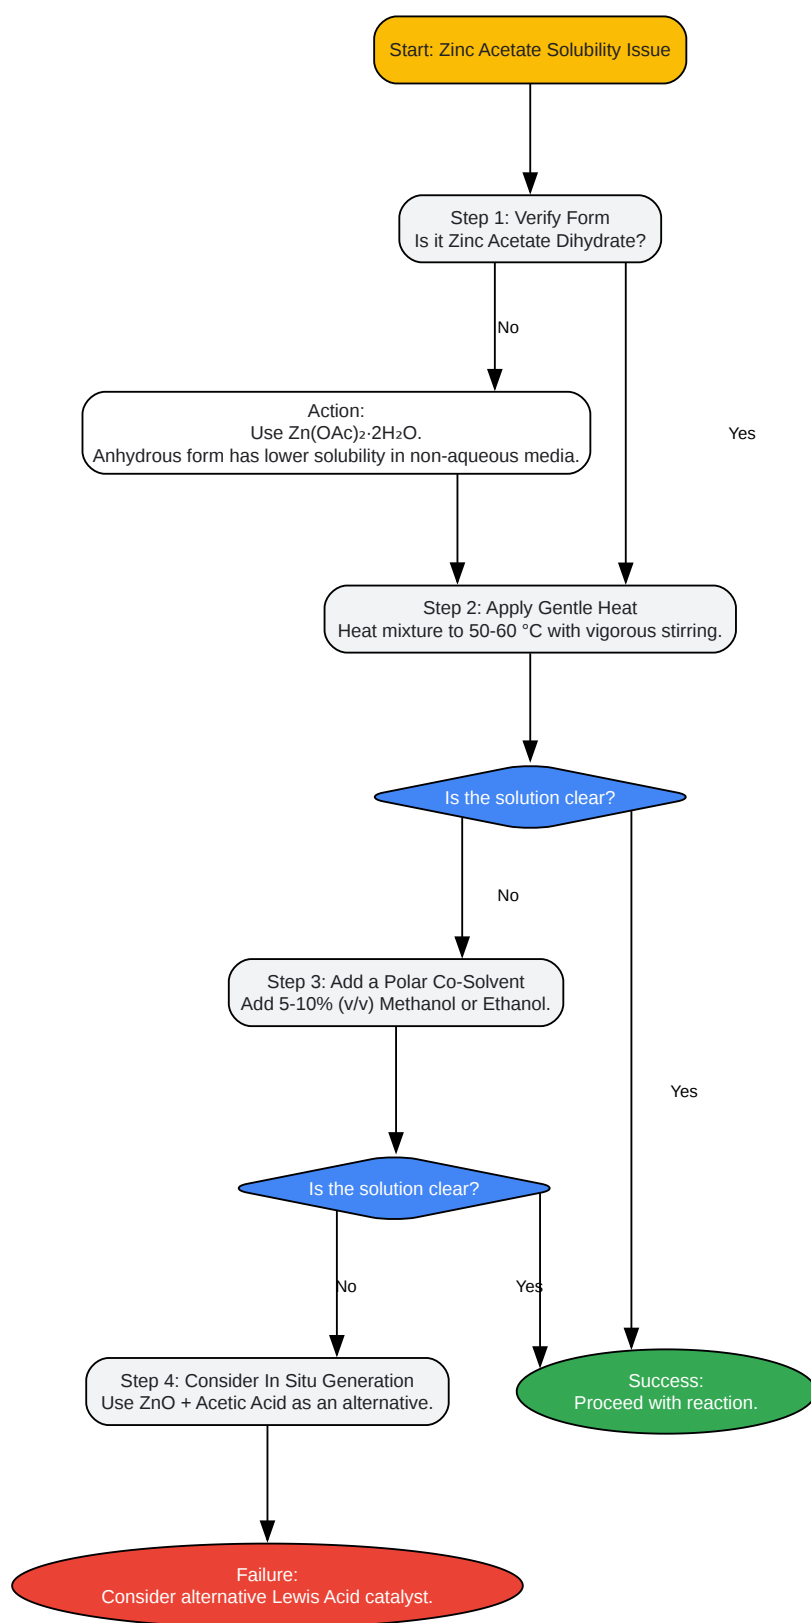 Start: Zinc Acetate Solubility Issue
Step 1: Verify Form
Is it Zinc Acetate Dihydrate?
No
Action:
Use Zn(OAc)₂·2H₂O.
Anhydrous form has lower solubility in non-aqueous media.
Yes
Step 2: Apply Gentle Heat
Heat mixture to 50-60 °C with vigorous stirring.
Is the solution clear?
No
Step 3: Add a Polar Co-Solvent
Add 5-10% (v/v) Methanol or Ethanol.
Yes
Is the solution clear?
No
Yes
Step 4: Consider In Situ Generation
Use ZnO + Acetic Acid as an alternative.
Success:
Proceed with reaction.
Failure:
Consider alternative Lewis Acid catalyst.